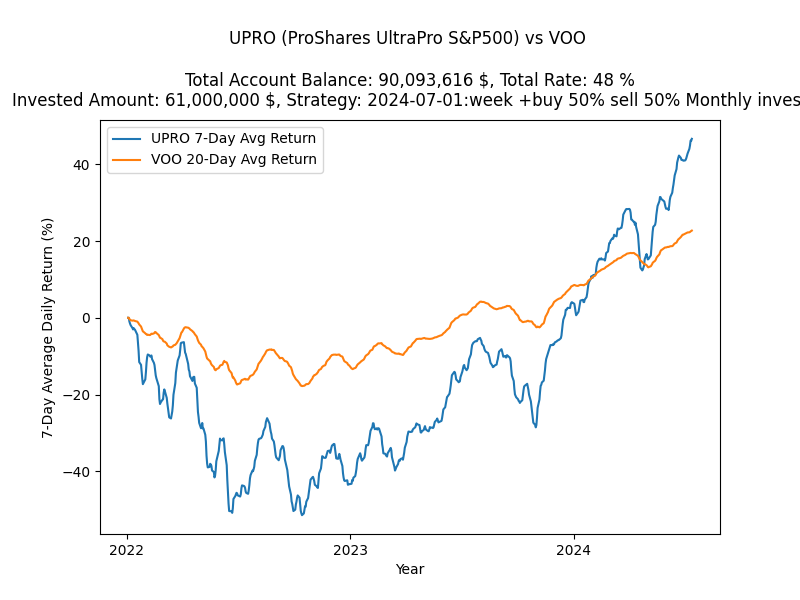 UPRO (ProShares UltraPro S&P500) vs VOO
Total Account Balance: 90,093,616 $, Total Rate: 48 %
Invested Amount: 61,000,000 $, Strategy: 2024-07-01:week +buy 50% sell 50% Monthly inves
UPRO 7-Day Avg Return
VOO 20-Day Avg Return
7-Day Average Daily Return (%)
40
20
0
−20
−40
2022
2023
2024
Year